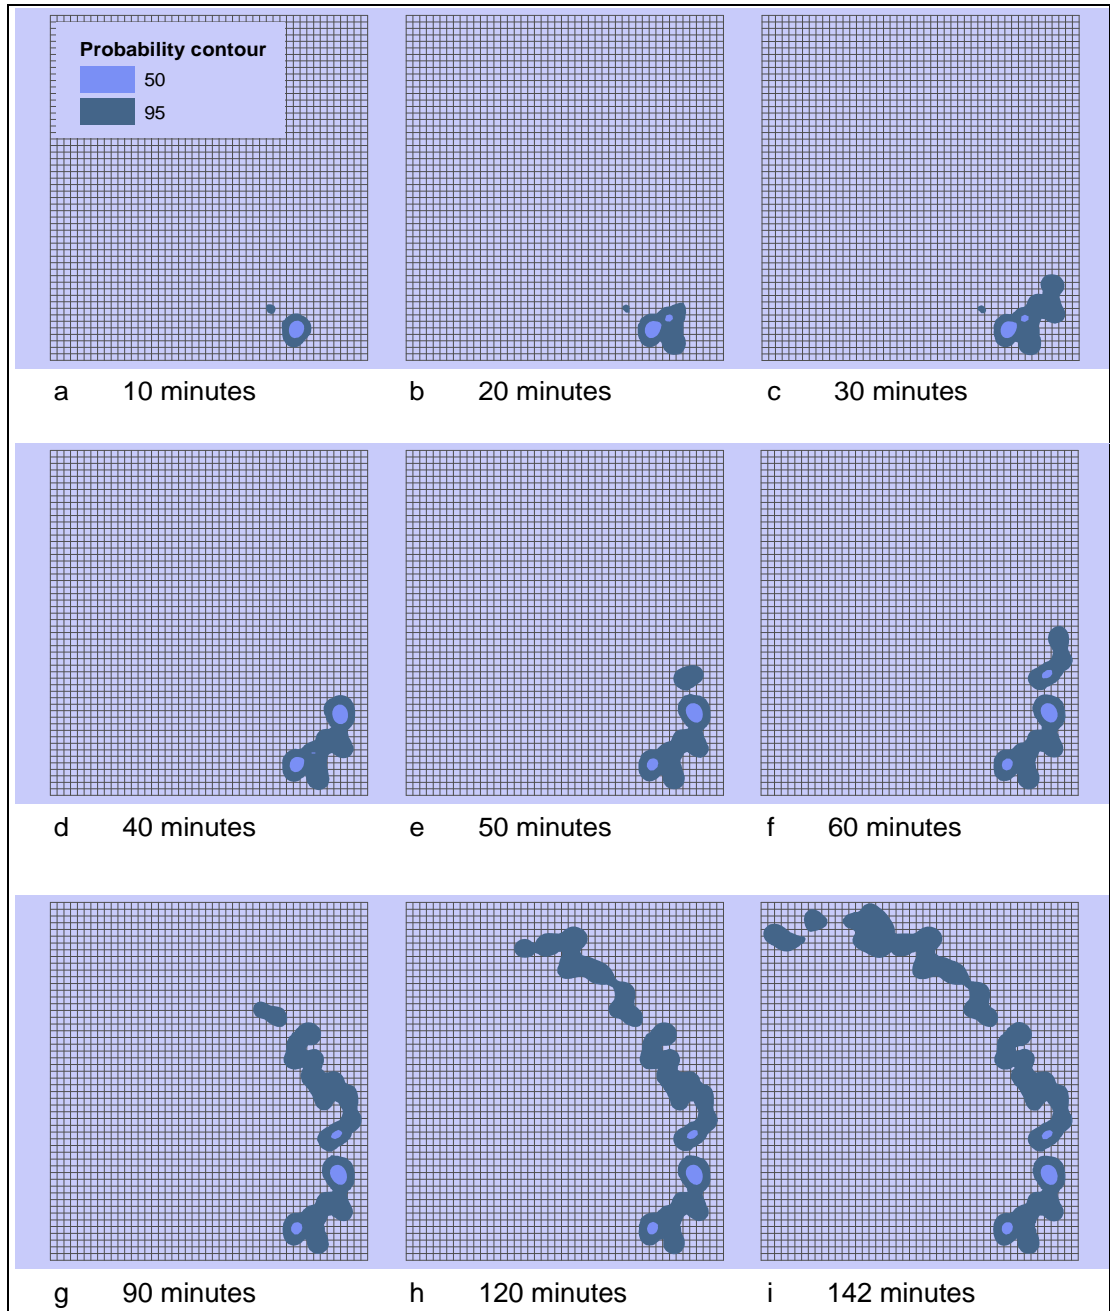 Probability contour
50
95
a 10 minutes
b 20 minutes
c 30 minutes
d 40 minutes
e 50 minutes
f 60 minutes
g 90 minutes
h 120 minutes
i 142 minutes